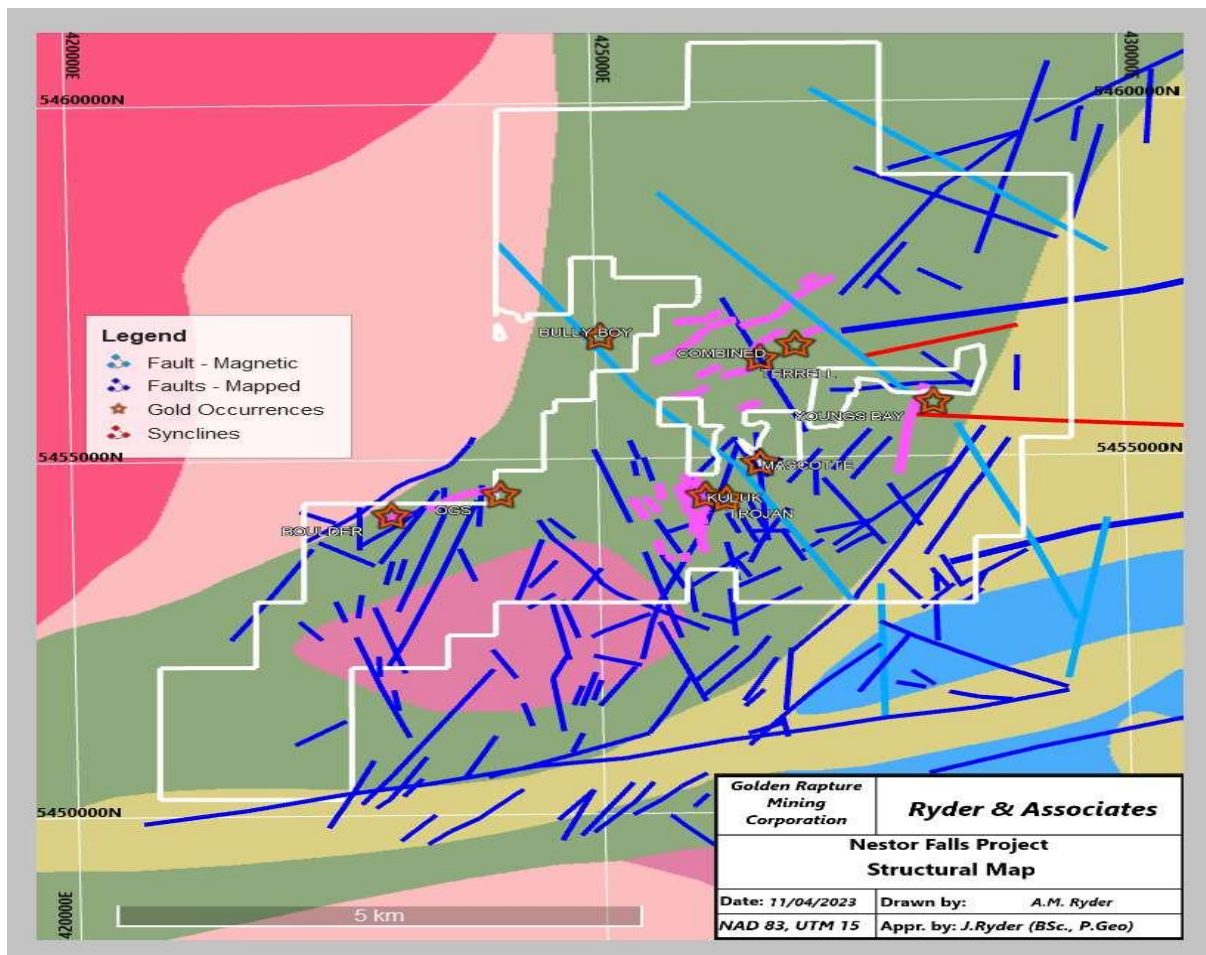 420000E
425000E
430000E
5460000N
5460000N
Legend
Fault - Magnetic
Faults - Mapped
Gold Occurrences
Synclines
BULLY BOY
COMBINED
TERRELL
YOUNGS BAY
5455000N
5455000N
MASCOTTE
OGS
KULUK
TROJAN
BOULDER
5450000N
420000E
5 km
Golden Rapture
Mining
Corporation
Ryder & Associates
Nestor Falls Project
Structural Map
Date: 11/04/2023
Drawn by: A.M. Ryder
NAD 83, UTM 15
Appr. by: J.Ryder (BSc., P.Geo)